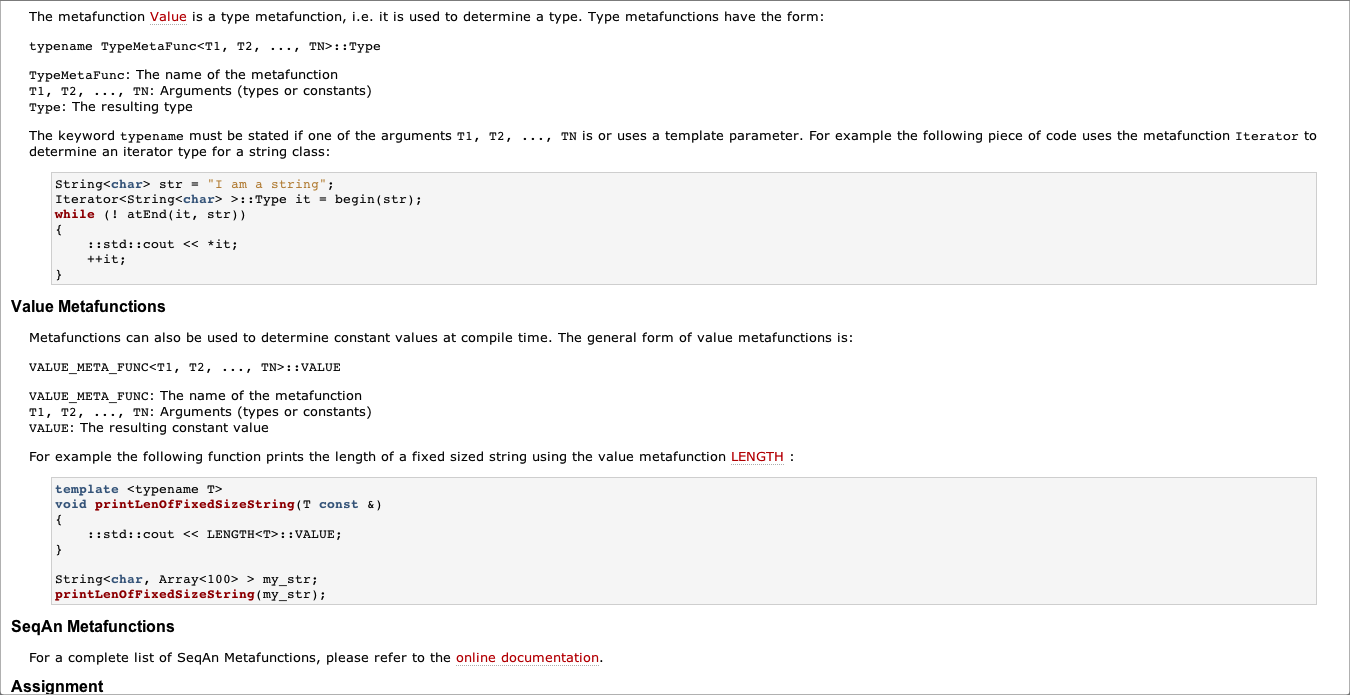 The metafunction Value is a type metafunction, i.e. it is used to determine a type. Type metafunctions have the form:
typename TypeMetaFunc<T1, T2, ..., TN>::Type
TypeMetaFunc: The name of the metafunction
T1, T2, ..., TN: Arguments (types or constants)
Type: The resulting type
The keyword typename must be stated if one of the arguments T1, T2, ..., TN is or uses a template parameter. For example the following piece of code uses the metafunction Iterator to
determine an iterator type for a string class:
String<char> str = "I am a string";
Iterator<String<char> >::Type it = begin(str);
while (! atEnd(it, str))
{
    ::std::cout << *it;
    ++it;
}
Value Metafunctions
Metafunctions can also be used to determine constant values at compile time. The general form of value metafunctions is:
VALUE_META_FUNC<T1, T2, ..., TN>::VALUE
VALUE_META_FUNC: The name of the metafunction
T1, T2, ..., TN: Arguments (types or constants)
VALUE: The resulting constant value
For example the following function prints the length of a fixed sized string using the value metafunction LENGTH :
template <typename T>
void printLenOfFixedSizeString(T const &)
{
    ::std::cout << LENGTH<T>::VALUE;
}
String<char, Array<100> > my_str;
printLenOfFixedSizeString(my_str);
SeqAn Metafunctions
For a complete list of SeqAn Metafunctions, please refer to the online documentation.
Assignment